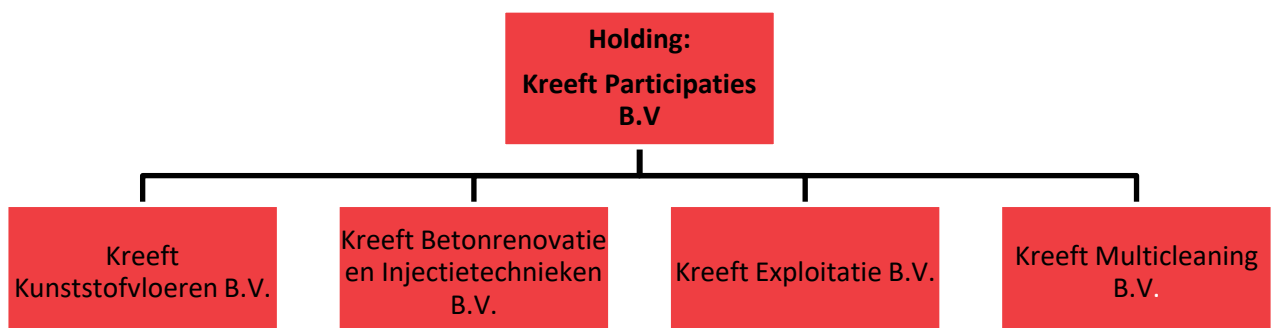 Holding:
Kreeft Participaties
B.V
Kreeft
Kunststofvloeren B.V.
Kreeft Betonrenovatie
en Injectietechnieken
B.V.
Kreeft Exploitatie B.V.
Kreeft Multicleaning
B.V.